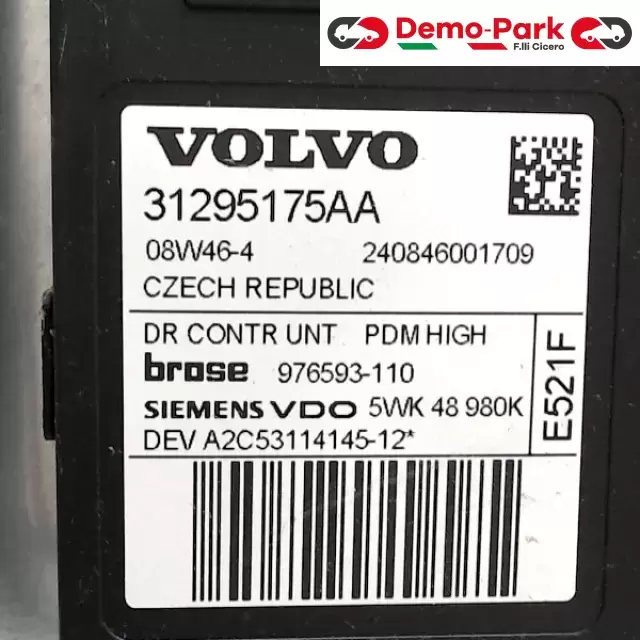 Demo-Park
F.lli Cicero
VOLVO
31295175AA
08W46-4 240846001709
CZECH REPUBLIC
DR CONTR UNT PDM HIGH
brose 976593-110
SIEMENS VDO 5WK 48 980K
DEV A2C53114145-12*
E521F